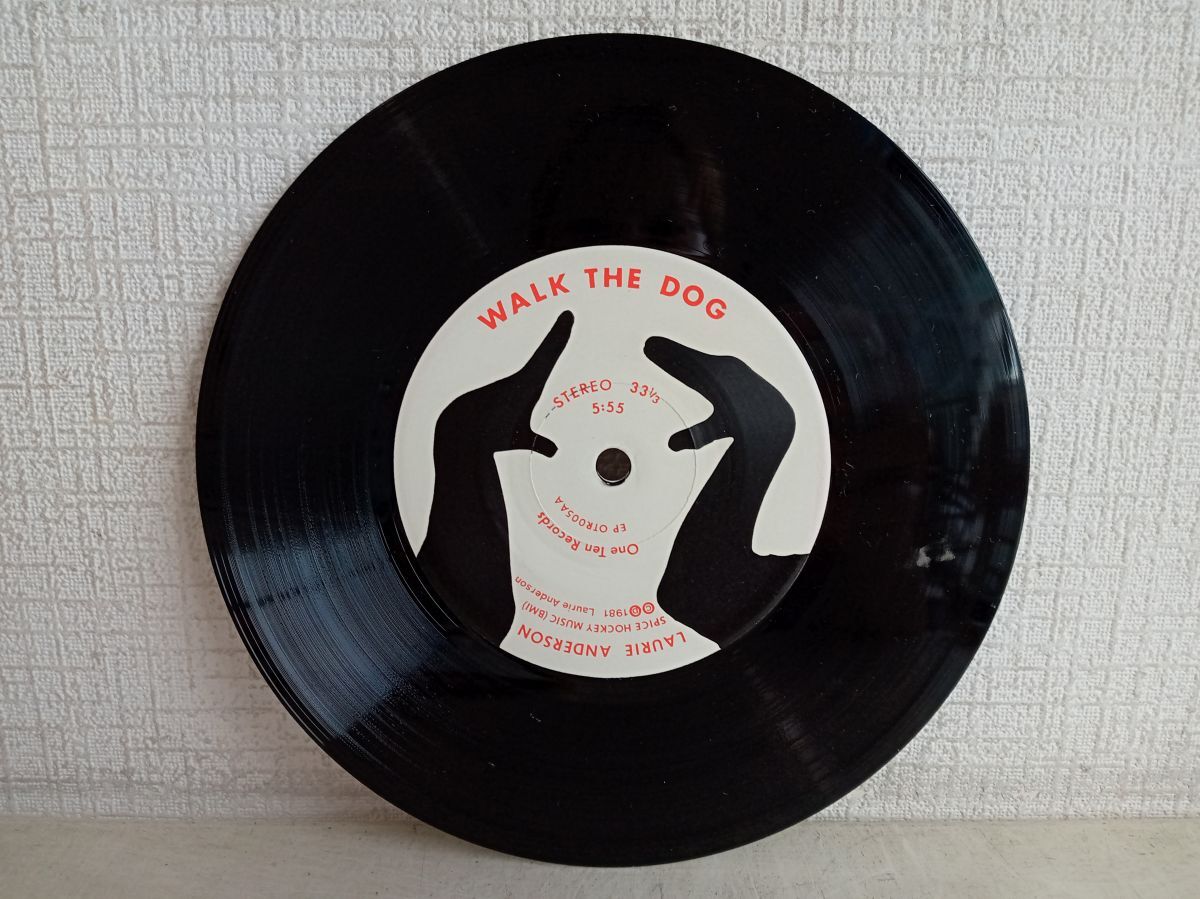 WALK THE DOG
STEREO 33⅓
5:55
EP OTR005AA
One Ten Records
©℗1981 Laurie Anderson
SPICE HOCKEY MUSIC (BMI)
LAURIE ANDERSON